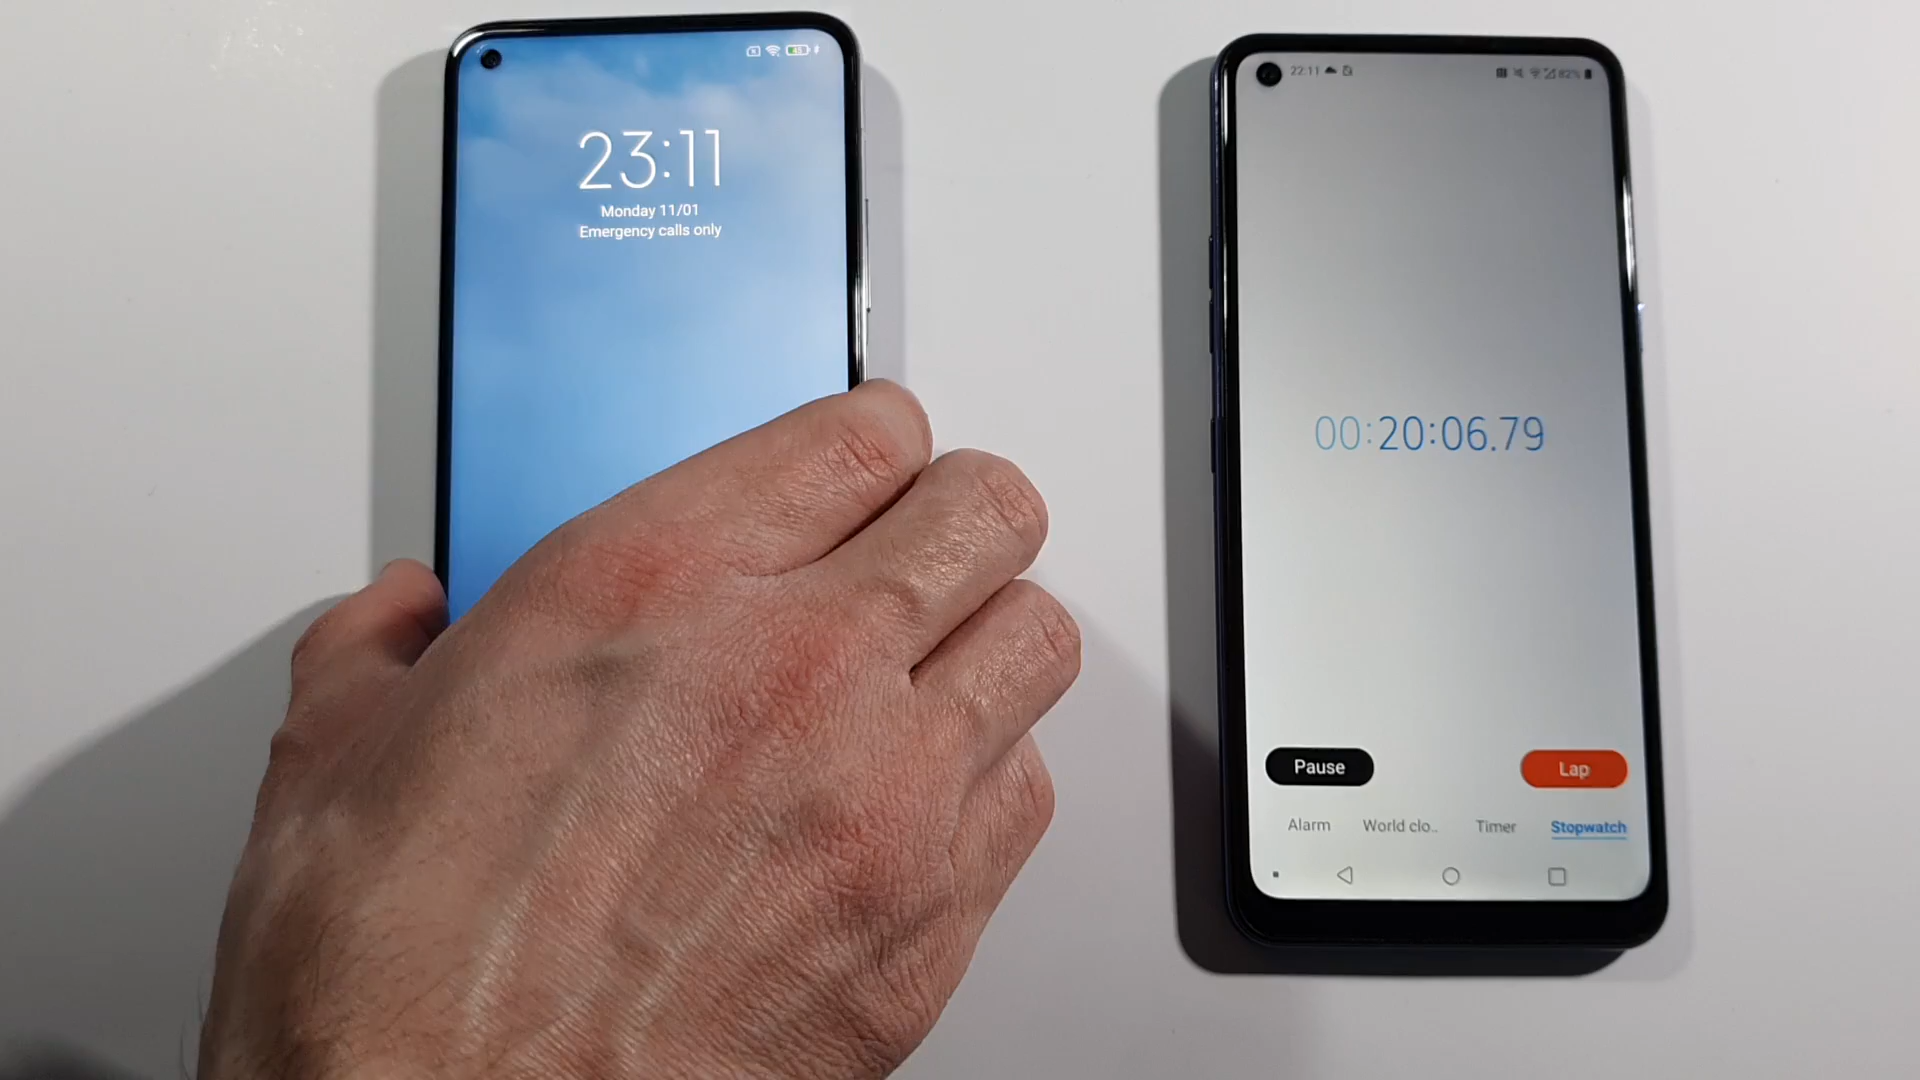 23:11
Monday 11/01
Emergency calls only
22:11
82%
00:20:06.79
Pause
Lap
Alarm
World clo..
Timer
Stopwatch